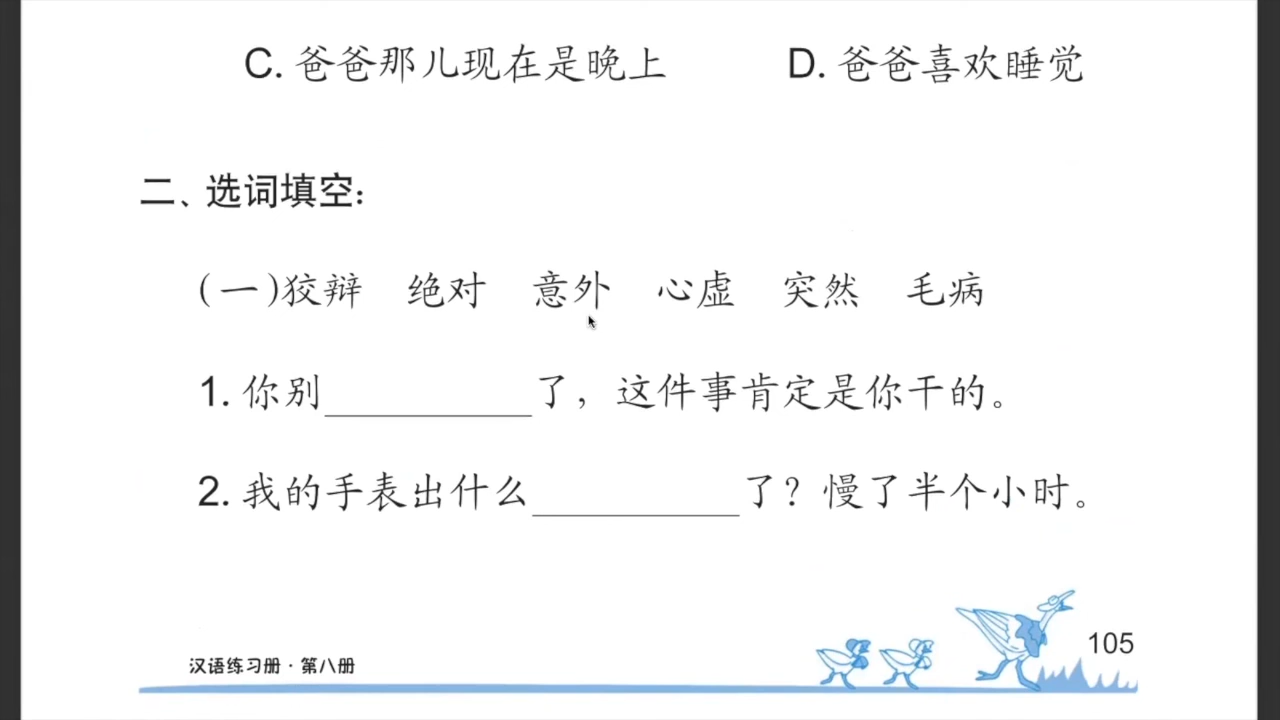 C. 爸爸那儿现在是晚上 D. 爸爸喜欢睡觉
二、选词填空：
(一)狡辩 绝对 意外 心虚 突然 毛病
1. 你别__________了，这件事肯定是你干的。
2. 我的手表出什么__________了？慢了半个小时。
汉语练习册·第八册 105